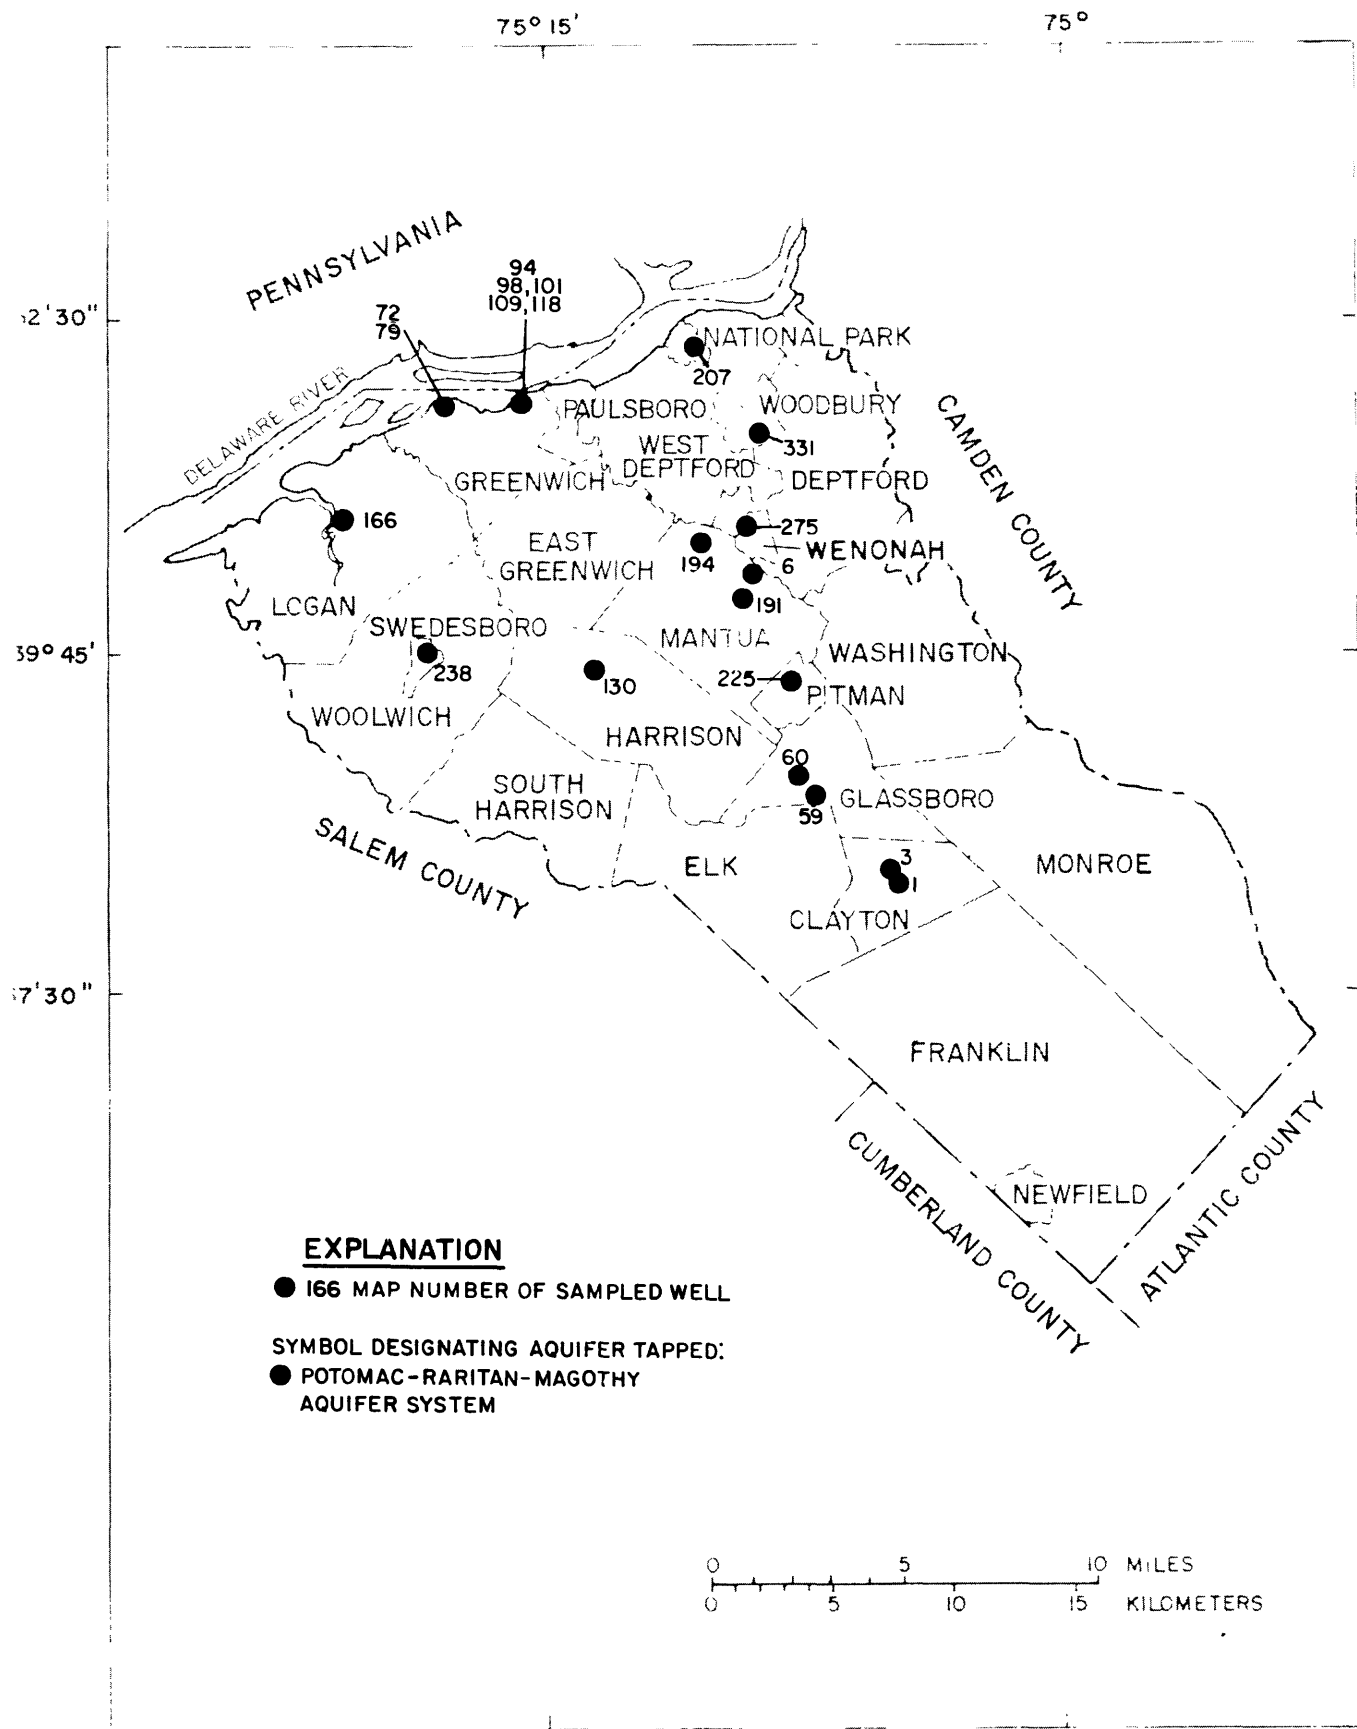 75° 15'
75°
PENNSYLVANIA
94
98,101
109,118
72
79
2'30"
NATIONAL PARK
207
DELAWARE RIVER
PAULSBORO
WOODBURY
CAMDEN COUNTY
331
WEST
DEPTFORD
GREENWICH
DEPTFORD
166
275
EAST
GREENWICH
194
WENONAH
6
191
LOGAN
SWEDESBORO
MANTUA
39° 45'
WASHINGTON
238
130
225
PITMAN
WOOLWICH
HARRISON
60
SOUTH
HARRISON
GLASSBORO
59
SALEM COUNTY
ELK
3
MONROE
1
CLAYTON
7'30"
FRANKLIN
CUMBERLAND COUNTY
NEWFIELD
ATLANTIC COUNTY
EXPLANATION
166 MAP NUMBER OF SAMPLED WELL
SYMBOL DESIGNATING AQUIFER TAPPED:
POTOMAC-RARITAN-MAGOTHY
AQUIFER SYSTEM
0 5 10 MILES
0 5 10 15 KILOMETERS